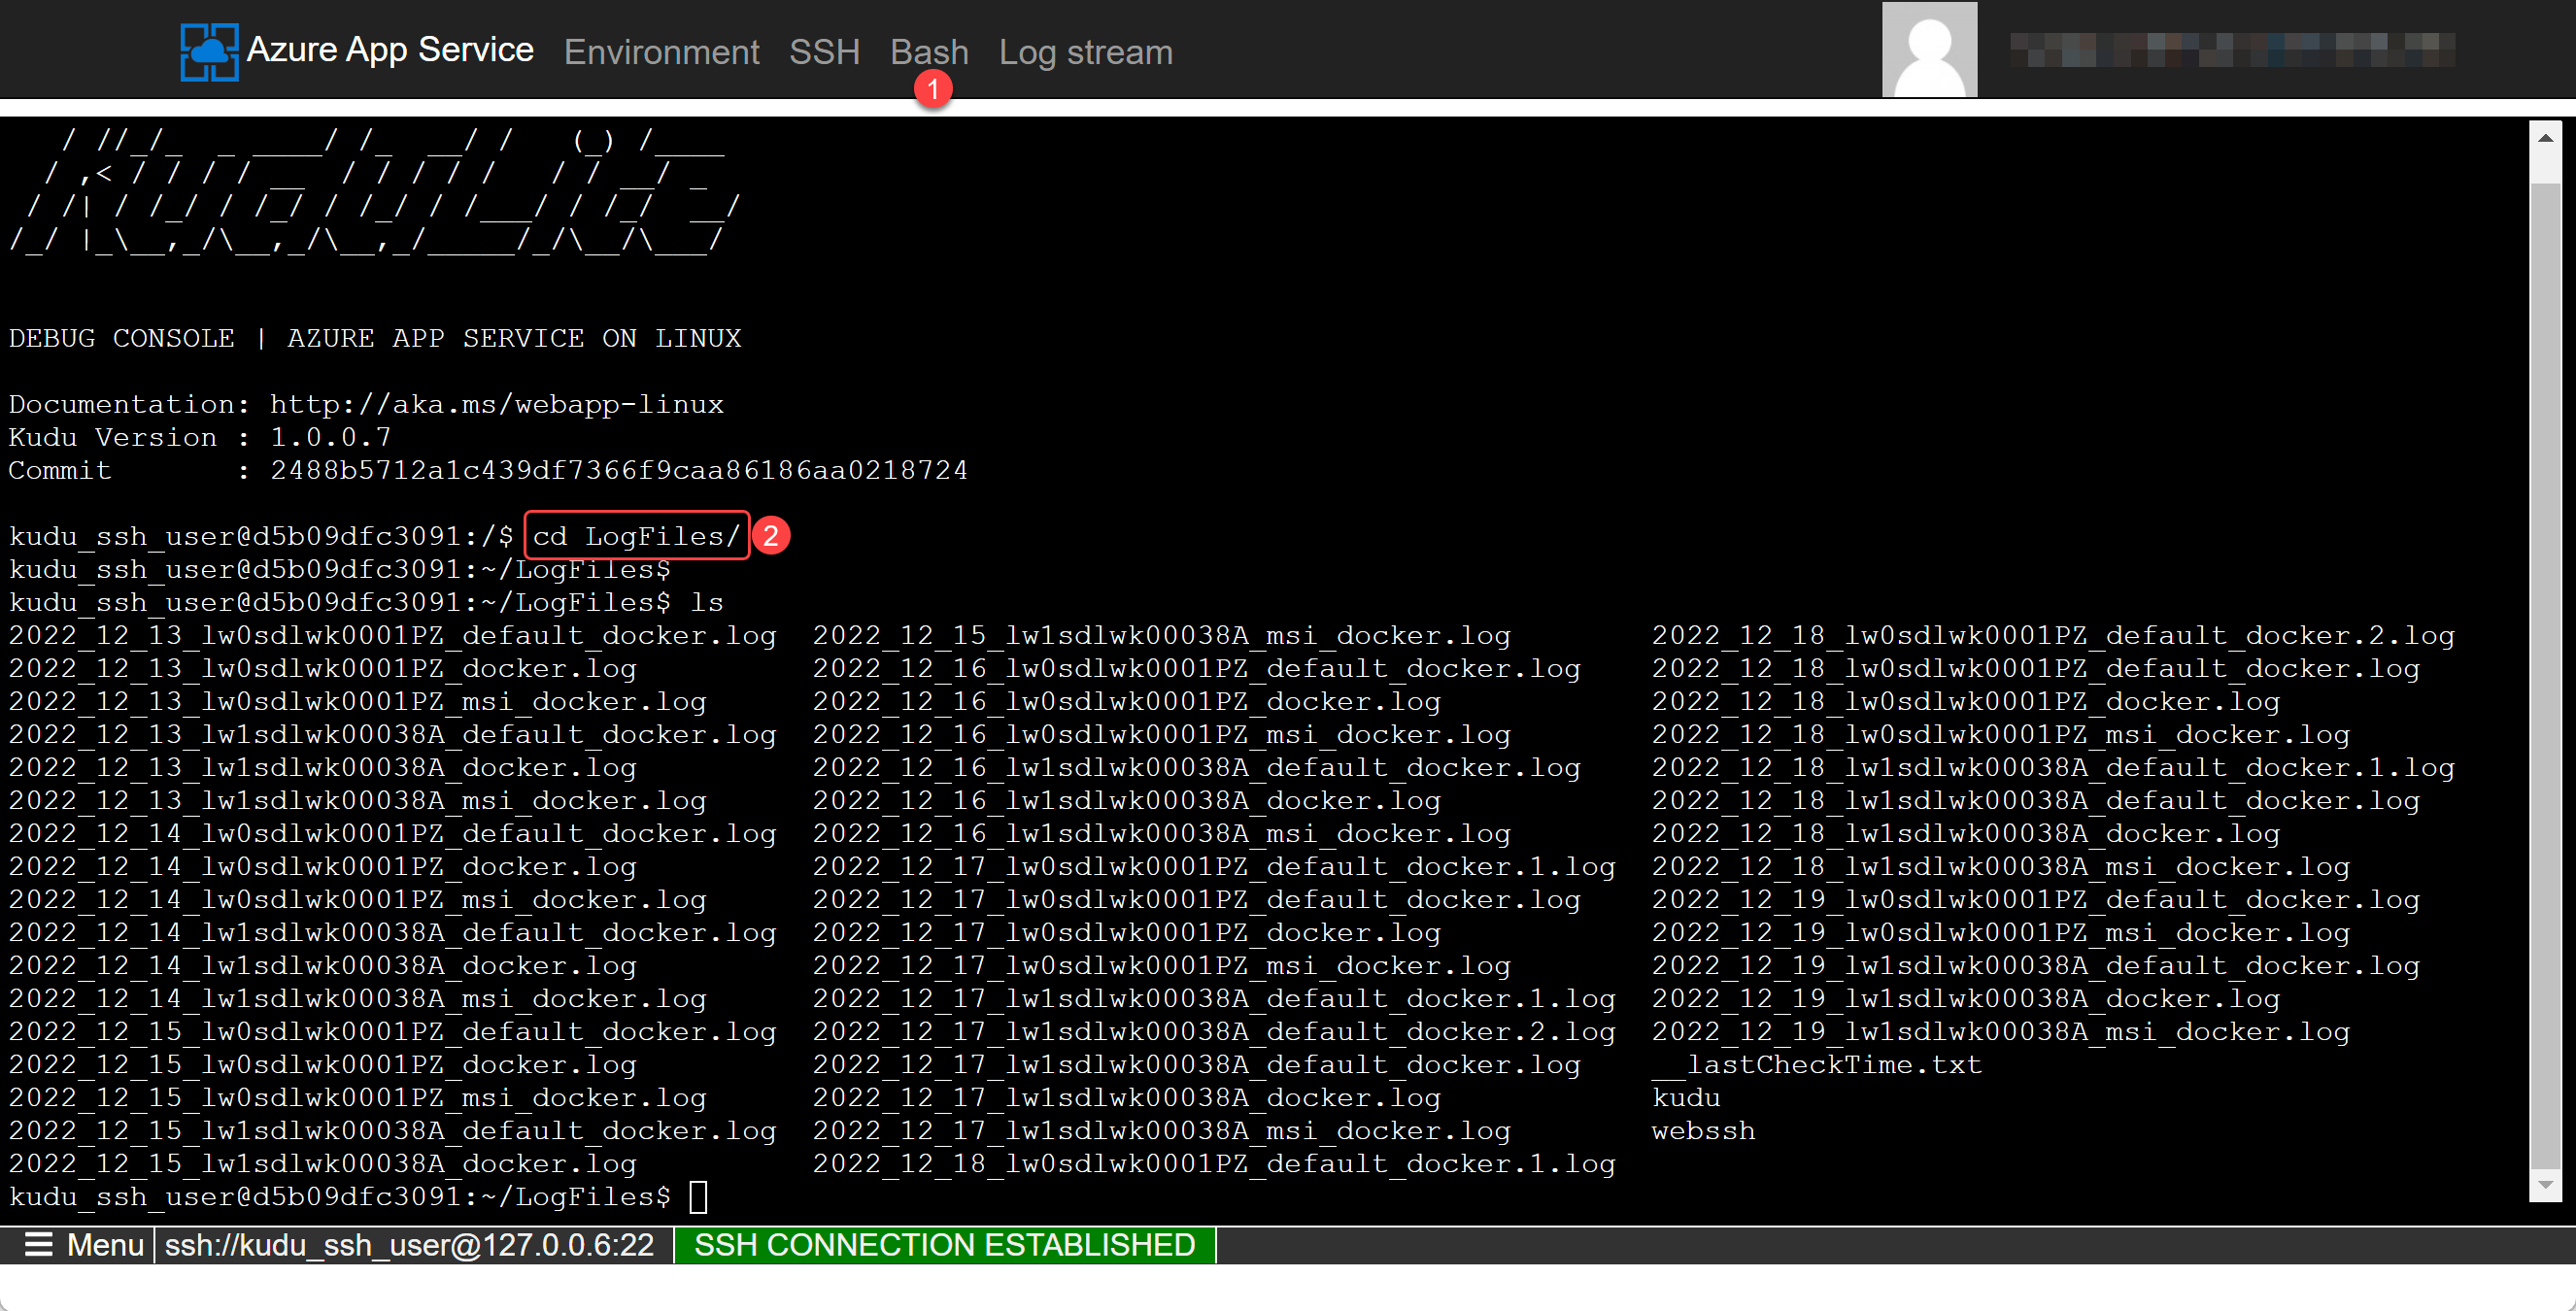 Azure App Service Environment SSH Bash Log stream
1
    / //_/_  _ ____/ /_  __/ /   (_) /____
   / ,< / / / / __  / / / / /   / / __/ _ 
  / /| / /_/ / /_/ / /_/ / /___/ / /_/  __/
/_/ |_\__,_/\__,_/\__,_/_____/_/\__/\___/
DEBUG CONSOLE | AZURE APP SERVICE ON LINUX
Documentation: http://aka.ms/webapp-linux
Kudu Version : 1.0.0.7
Commit       : 2488b5712a1c439df7366f9caa86186aa0218724
kudu_ssh_user@d5b09dfc3091:/$ cd LogFiles/ 2
kudu_ssh_user@d5b09dfc3091:~/LogFiles$
kudu_ssh_user@d5b09dfc3091:~/LogFiles$ ls
2022_12_13_lw0sdlwk0001PZ_default_docker.log  2022_12_15_lw1sdlwk00038A_msi_docker.log  2022_12_18_lw0sdlwk0001PZ_default_docker.2.log
2022_12_13_lw0sdlwk0001PZ_docker.log  2022_12_16_lw0sdlwk0001PZ_default_docker.log  2022_12_18_lw0sdlwk0001PZ_default_docker.log
2022_12_13_lw0sdlwk0001PZ_msi_docker.log  2022_12_16_lw0sdlwk0001PZ_docker.log  2022_12_18_lw0sdlwk0001PZ_docker.log
2022_12_13_lw1sdlwk00038A_default_docker.log  2022_12_16_lw0sdlwk0001PZ_msi_docker.log  2022_12_18_lw0sdlwk0001PZ_msi_docker.log
2022_12_13_lw1sdlwk00038A_docker.log  2022_12_16_lw1sdlwk00038A_default_docker.log  2022_12_18_lw1sdlwk00038A_default_docker.1.log
2022_12_13_lw1sdlwk00038A_msi_docker.log  2022_12_16_lw1sdlwk00038A_docker.log  2022_12_18_lw1sdlwk00038A_default_docker.log
2022_12_14_lw0sdlwk0001PZ_default_docker.log  2022_12_16_lw1sdlwk00038A_msi_docker.log  2022_12_18_lw1sdlwk00038A_docker.log
2022_12_14_lw0sdlwk0001PZ_docker.log  2022_12_17_lw0sdlwk0001PZ_default_docker.1.log  2022_12_18_lw1sdlwk00038A_msi_docker.log
2022_12_14_lw0sdlwk0001PZ_msi_docker.log  2022_12_17_lw0sdlwk0001PZ_default_docker.log  2022_12_19_lw0sdlwk0001PZ_default_docker.log
2022_12_14_lw1sdlwk00038A_default_docker.log  2022_12_17_lw0sdlwk0001PZ_docker.log  2022_12_19_lw0sdlwk0001PZ_msi_docker.log
2022_12_14_lw1sdlwk00038A_docker.log  2022_12_17_lw0sdlwk0001PZ_msi_docker.log  2022_12_19_lw1sdlwk00038A_default_docker.log
2022_12_14_lw1sdlwk00038A_msi_docker.log  2022_12_17_lw1sdlwk00038A_default_docker.1.log  2022_12_19_lw1sdlwk00038A_docker.log
2022_12_15_lw0sdlwk0001PZ_default_docker.log  2022_12_17_lw1sdlwk00038A_default_docker.2.log  2022_12_19_lw1sdlwk00038A_msi_docker.log
2022_12_15_lw0sdlwk0001PZ_docker.log  2022_12_17_lw1sdlwk00038A_default_docker.log  __lastCheckTime.txt
2022_12_15_lw0sdlwk0001PZ_msi_docker.log  2022_12_17_lw1sdlwk00038A_docker.log  kudu
2022_12_15_lw1sdlwk00038A_default_docker.log  2022_12_17_lw1sdlwk00038A_msi_docker.log  webssh
2022_12_15_lw1sdlwk00038A_docker.log  2022_12_18_lw0sdlwk0001PZ_default_docker.1.log
kudu_ssh_user@d5b09dfc3091:~/LogFiles$
Menu ssh://kudu_ssh_user@127.0.0.6:22 SSH CONNECTION ESTABLISHED